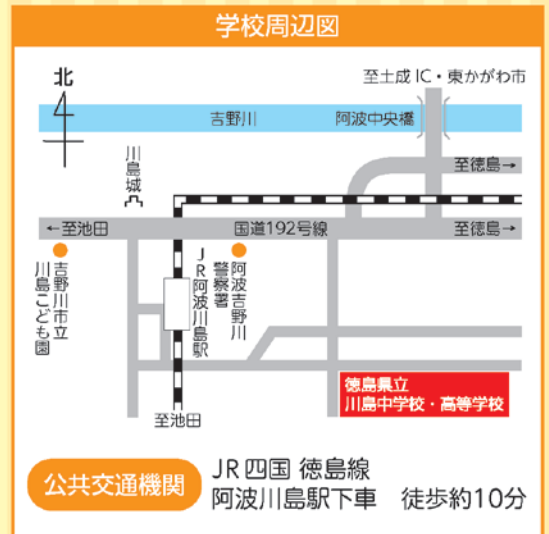 学校周辺図
北
至土成IC・東かがわ市
吉野川
阿波中央橋
川島城
至徳島→
←至池田
国道192号線
至徳島→
吉野川市立
川島こども園
JR阿波川島駅
阿波吉野川
警察署
徳島県立
川島中学校・高等学校
至池田
公共交通機関
JR四国 徳島線
阿波川島駅下車　徒歩約10分